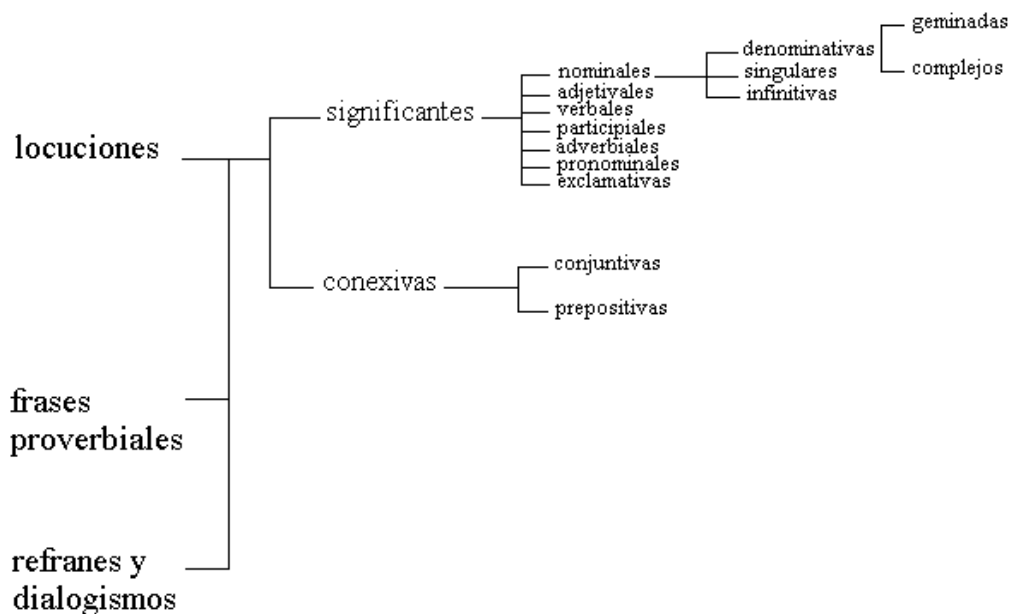 geminadas
denominativas
nominales
singulares
complejos
adjetivales
infinitivas
significantes
verbales
participiales
locuciones
adverbiales
pronominales
exclamativas
conjuntivas
conexivas
prepositivas
frases
proverbiales
refranes y
dialogismos